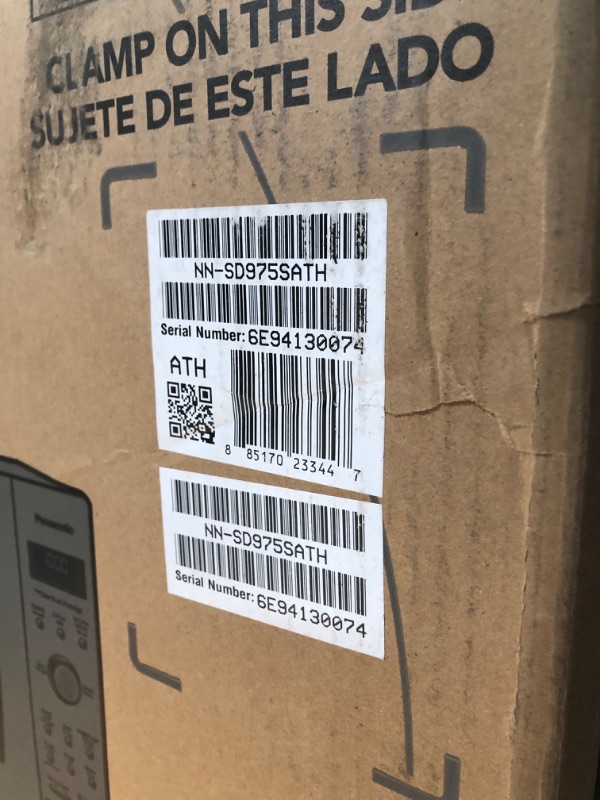 CLAMP ON THIS SIDE
SUJETE DE ESTE LADO
NN-SD975SATH
Serial Number: 6E94130074
ATH
8 85170 23344 7
NN-SD975SATH
Serial Number: 6E94130074
Panasonic